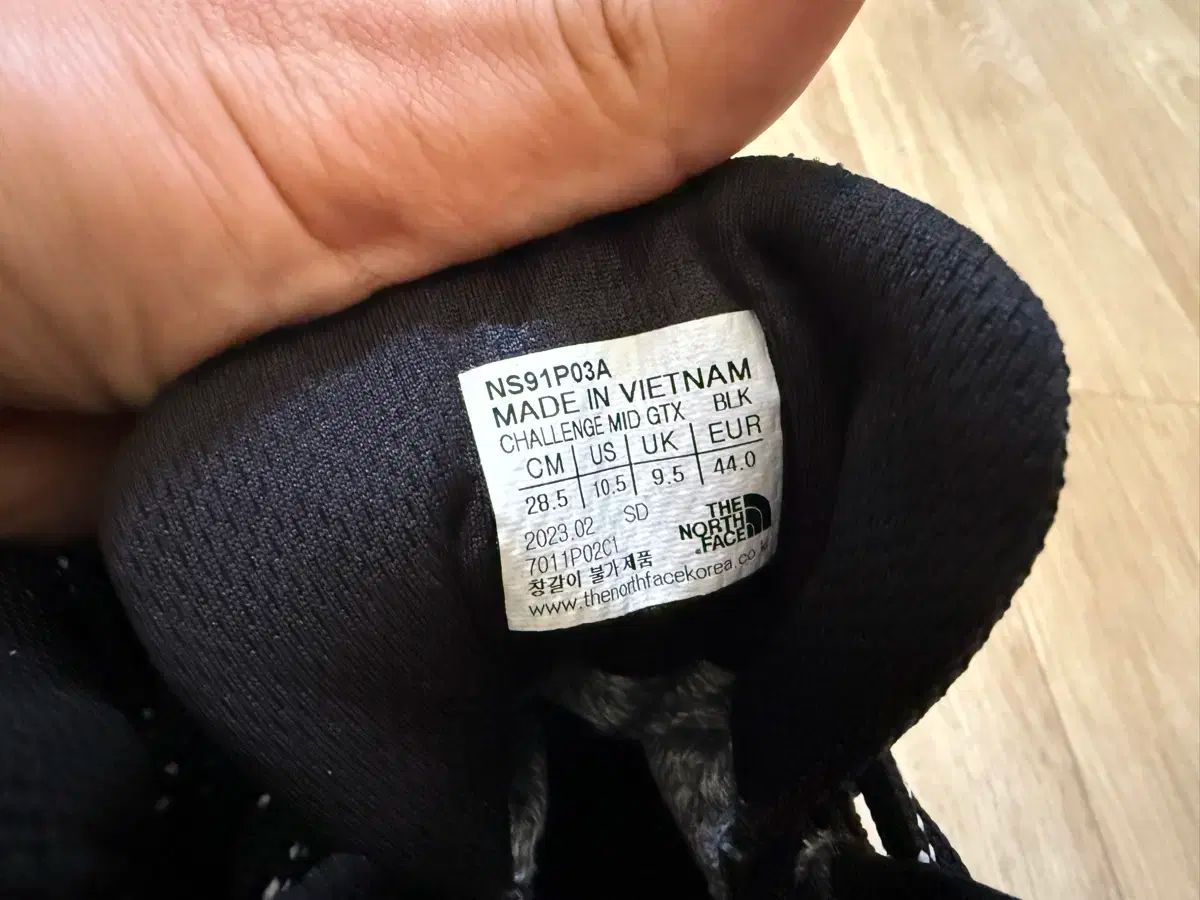 NS91P03A
MADE IN VIETNAM
CHALLENGE MID GTX BLK
CM US UK EUR
28.5 10.5 9.5 44.0
2023.02 SD
7011P02C1
THE
NORTH
FACE
창갈이 불가제품
www.thenorthfacekorea.co.kr